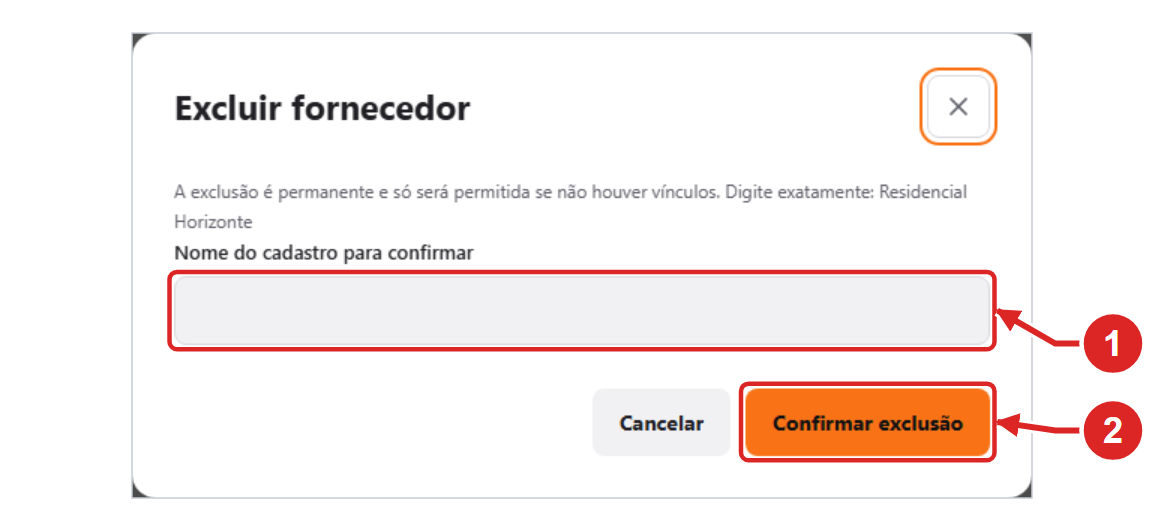 Excluir fornecedor
A exclusão é permanente e só será permitida se não houver vínculos. Digite exatamente: Residencial
Horizonte
Nome do cadastro para confirmar
1
Cancelar
Confirmar exclusão
2